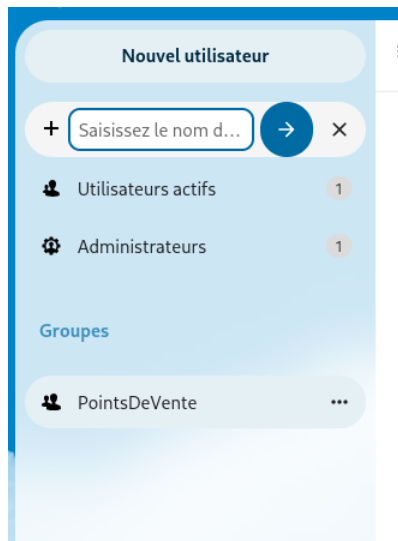 Nouvel utilisateur
Saisissez le nom d...
Utilisateurs actifs 1
Administrateurs 1
Groupes
PointsDeVente